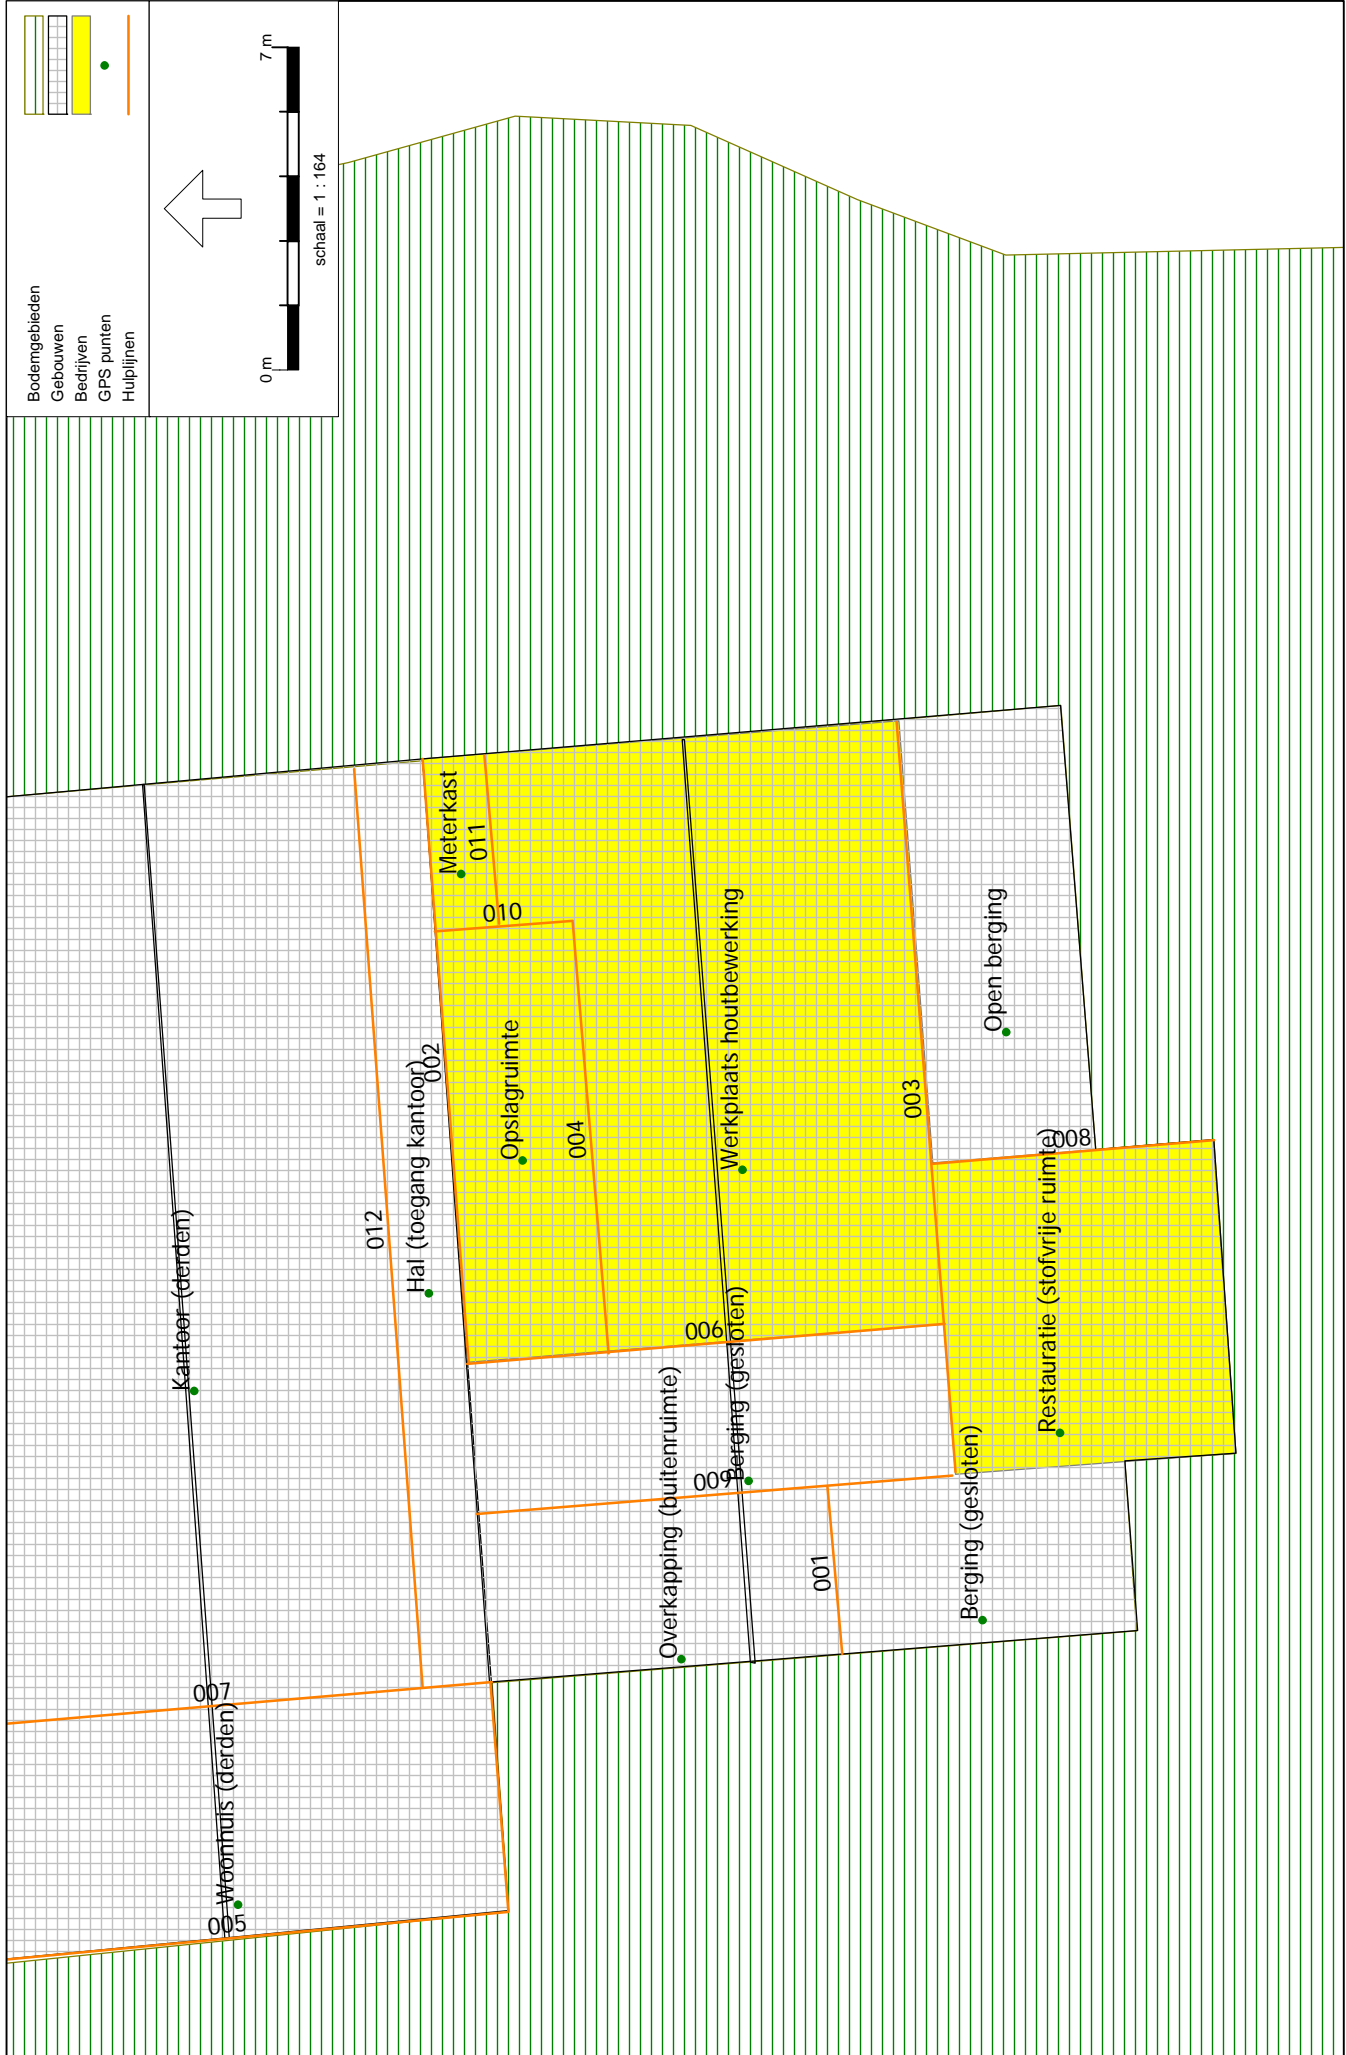 Bodemgebieden
Gebouwen
Bedrijven
GPS punten
Hulplijnen
0 m
7 m
schaal = 1 : 164
Kantoor (derden)
Woonhuis (derden)
007
005
012
Hal (toegang kantoor)
002
Meterkast
011
010
Opslagruimte
004
Werkplaats houtbewerking
003
Open berging
008
Restauratie (stofvrije ruimte)
006
Berging (gesloten)
009
Overkapping (buitenruimte)
001
Berging (gesloten)